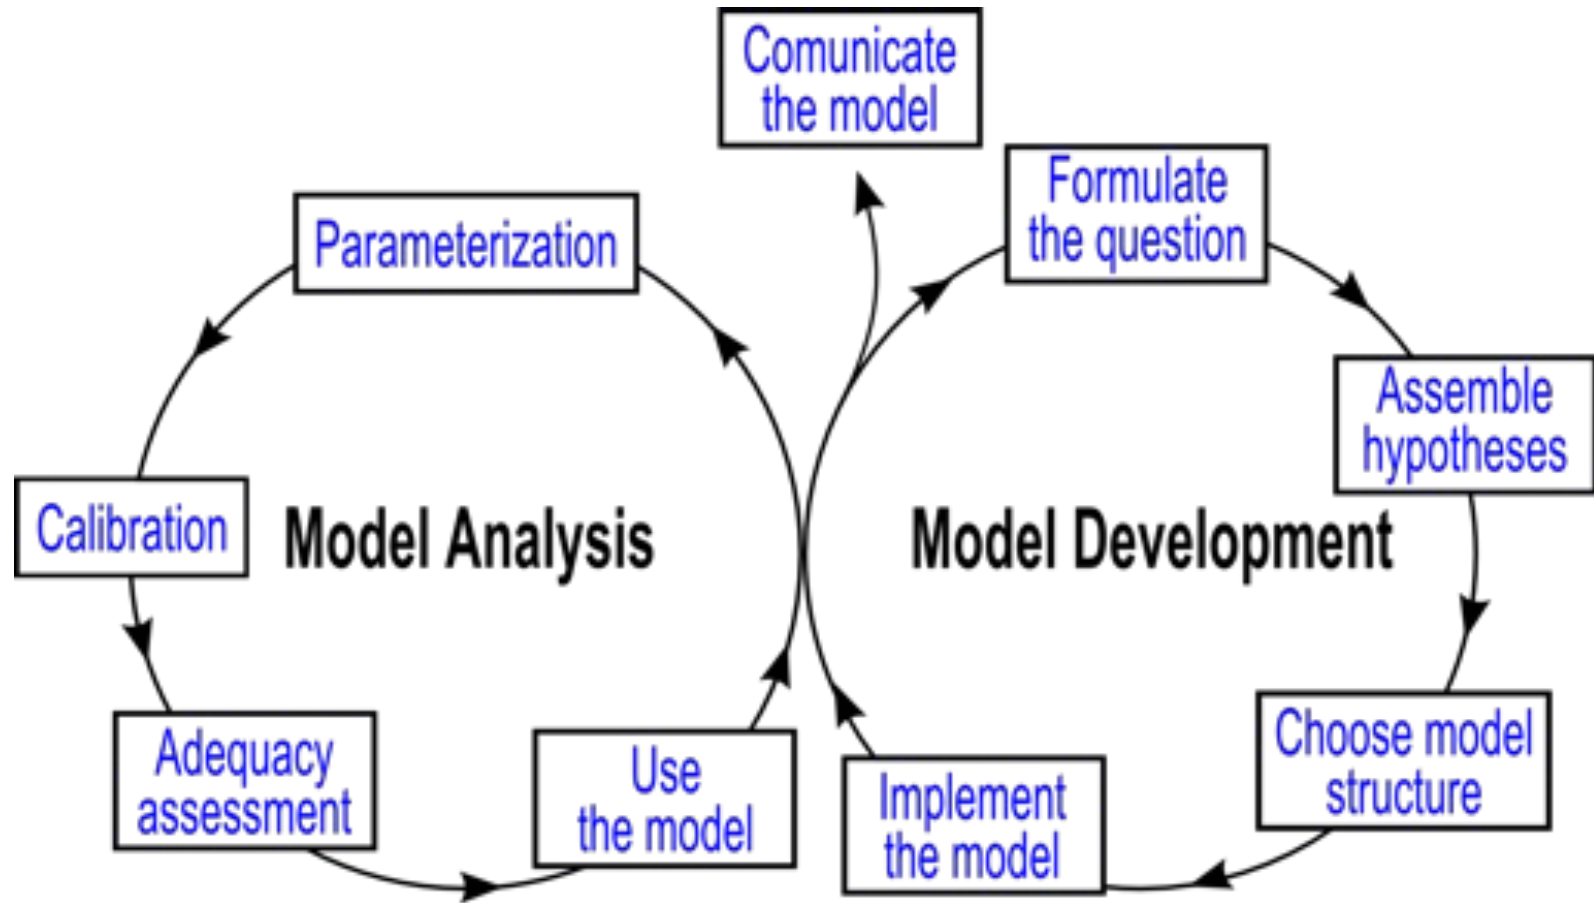 Comunicate
the model
Formulate
the question
Parameterization
Assemble
hypotheses
Calibration
Model Analysis
Model Development
Adequacy
assessment
Use
the model
Implement
the model
Choose model
structure